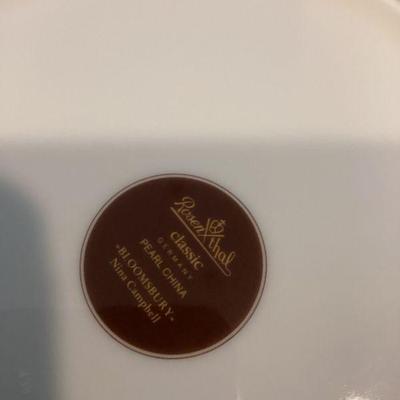 Rosenthal
classic
GERMANY
PEARL CHINA
»BLOOMSBURY«
Nina Campbell